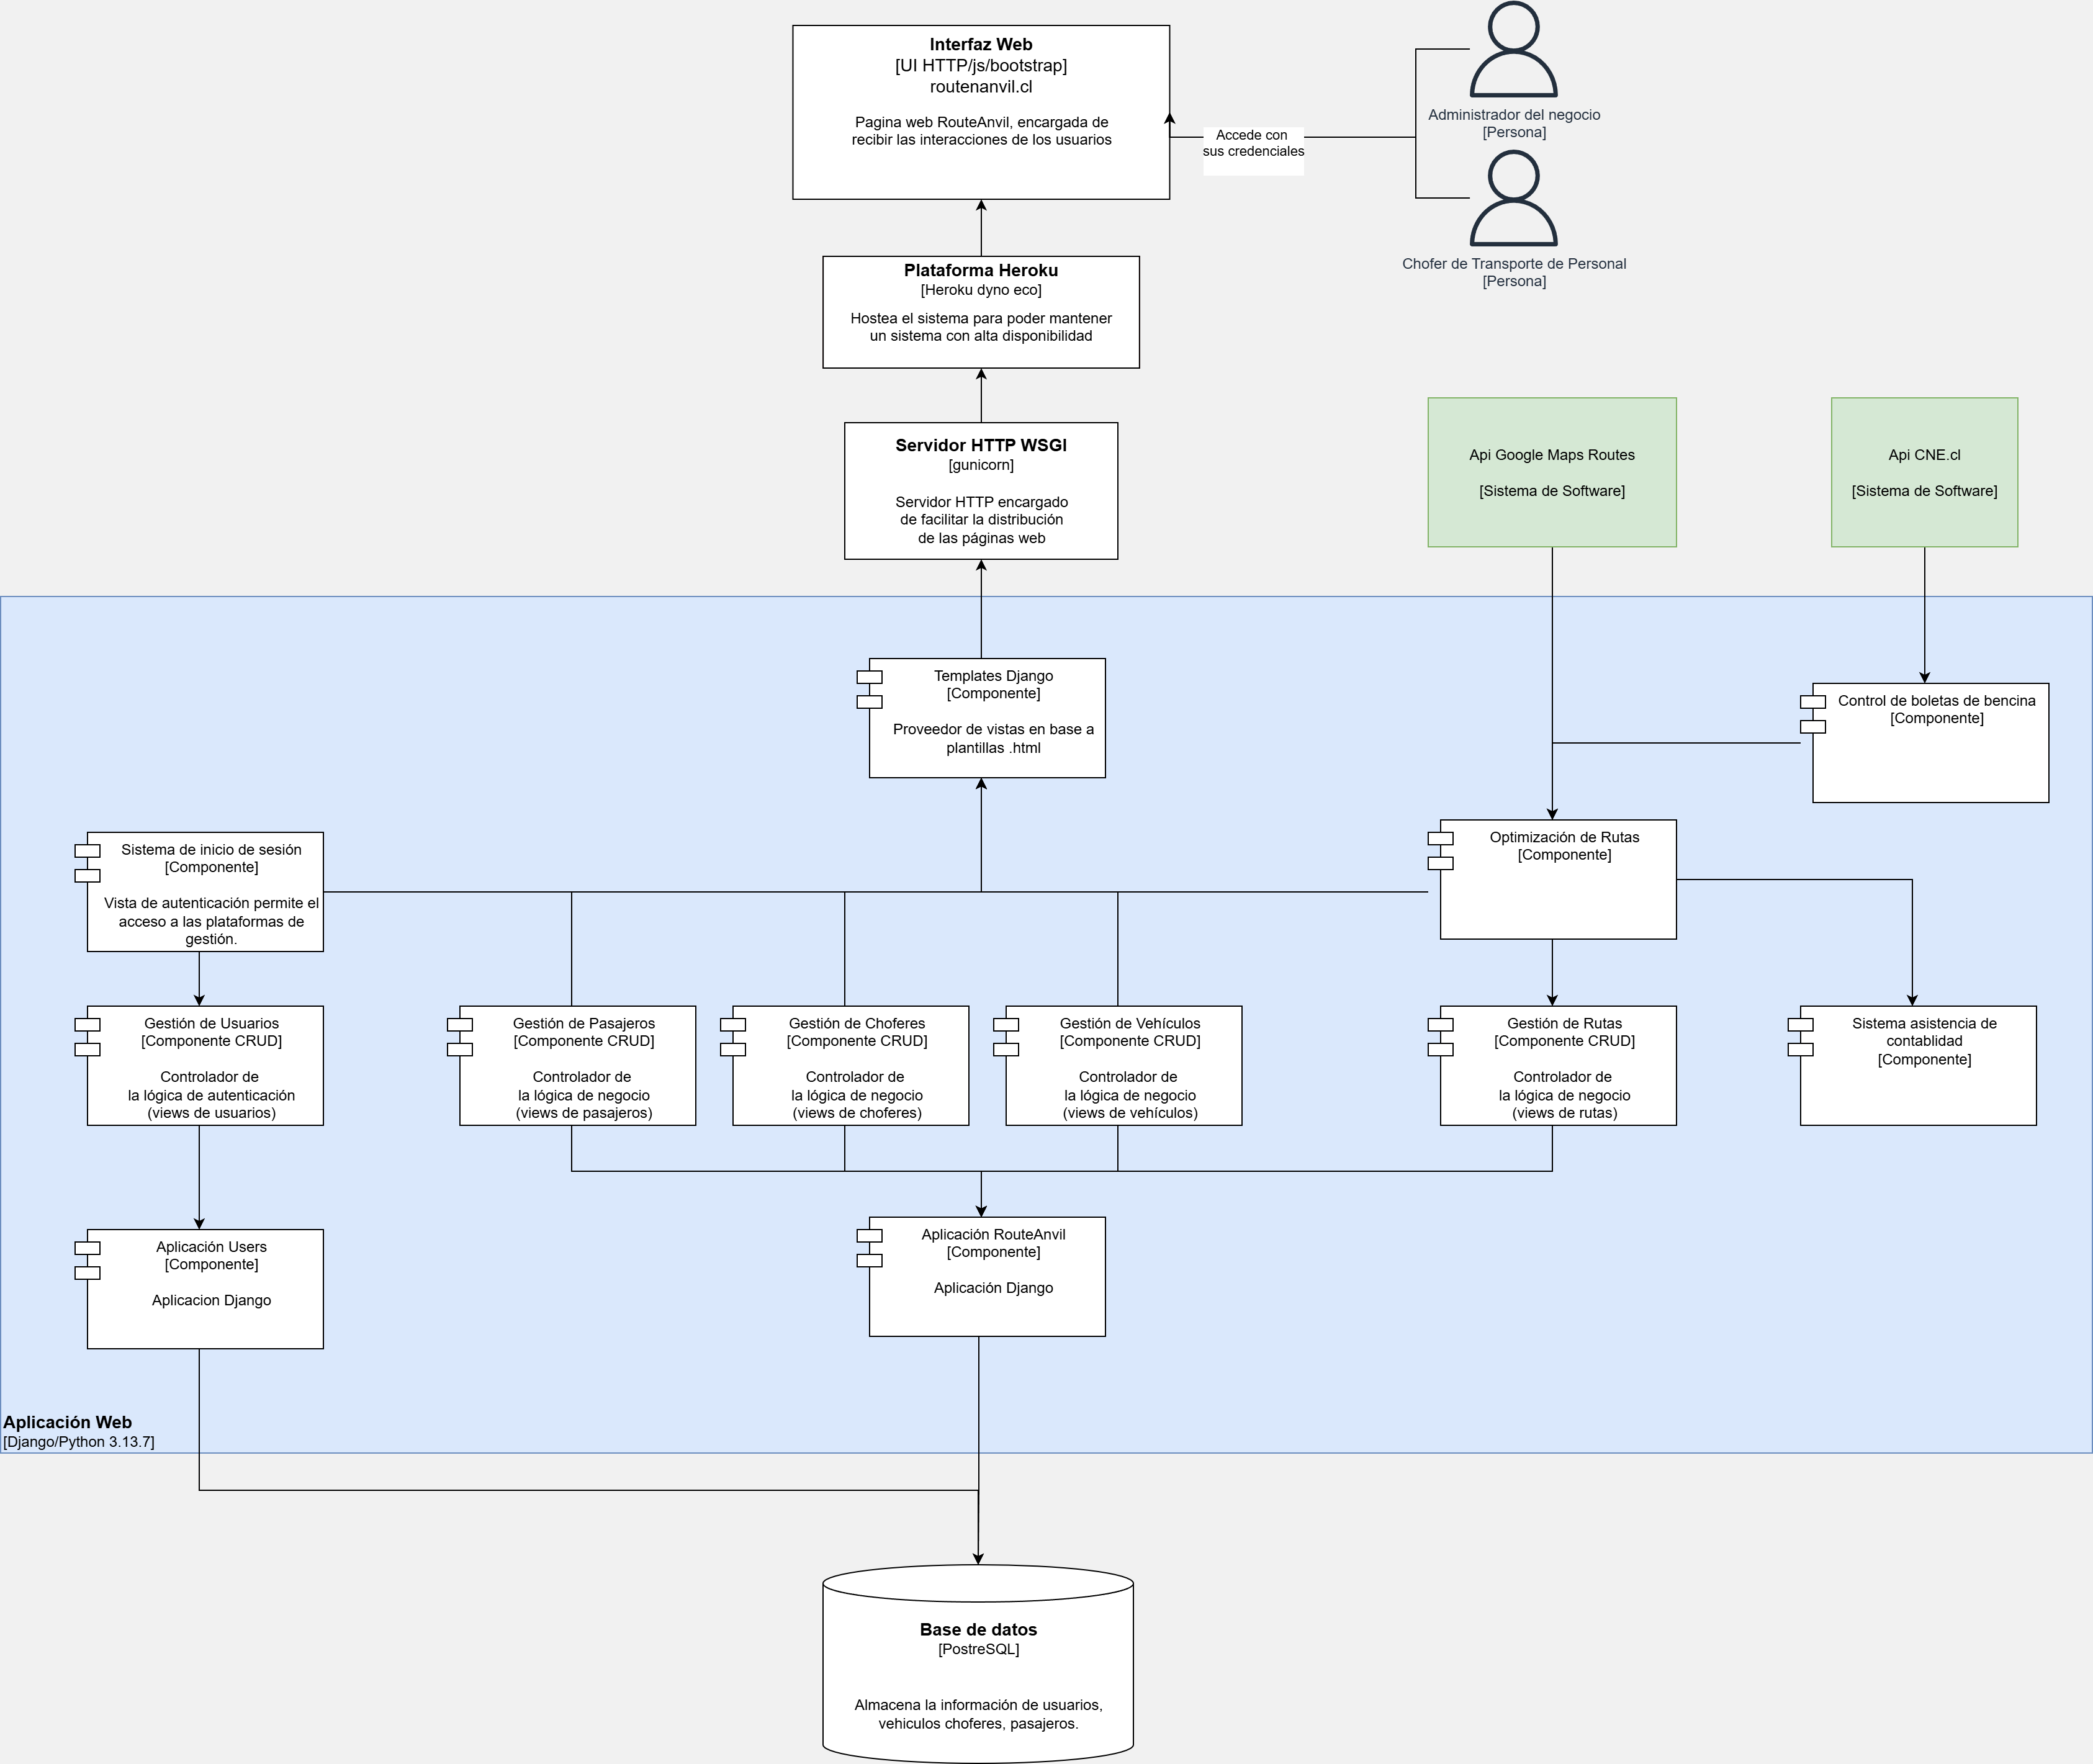 Interfaz Web
[UI HTTP/js/bootstrap]
routenanvil.cl
Pagina web RouteAnvil, encargada de
recibir las interacciones de los usuarios
Accede con
sus credenciales
Administrador del negocio
[Persona]
Chofer de Transporte de Personal
[Persona]
Plataforma Heroku
[Heroku dyno eco]
Hostea el sistema para poder mantener
un sistema con alta disponibilidad
Servidor HTTP WSGI
[gunicorn]
Servidor HTTP encargado
de facilitar la distribución
de las páginas web
Api Google Maps Routes
[Sistema de Software]
Api CNE.cl
[Sistema de Software]
Templates Django
[Componente]
Proveedor de vistas en base a
plantillas .html
Control de boletas de bencina
[Componente]
Sistema de inicio de sesión
[Componente]
Vista de autenticación permite el
acceso a las plataformas de
gestión.
Optimización de Rutas
[Componente]
Gestión de Usuarios
[Componente CRUD]
Controlador de
la lógica de autenticación
(views de usuarios)
Gestión de Pasajeros
[Componente CRUD]
Controlador de
la lógica de negocio
(views de pasajeros)
Gestión de Choferes
[Componente CRUD]
Controlador de
la lógica de negocio
(views de choferes)
Gestión de Vehículos
[Componente CRUD]
Controlador de
la lógica de negocio
(views de vehículos)
Gestión de Rutas
[Componente CRUD]
Controlador de
la lógica de negocio
(views de rutas)
Sistema asistencia de
contablidad
[Componente]
Aplicación Users
[Componente]
Aplicacion Django
Aplicación RouteAnvil
[Componente]
Aplicación Django
Aplicación Web
[Django/Python 3.13.7]
Base de datos
[PostreSQL]
Almacena la información de usuarios,
vehiculos choferes, pasajeros.